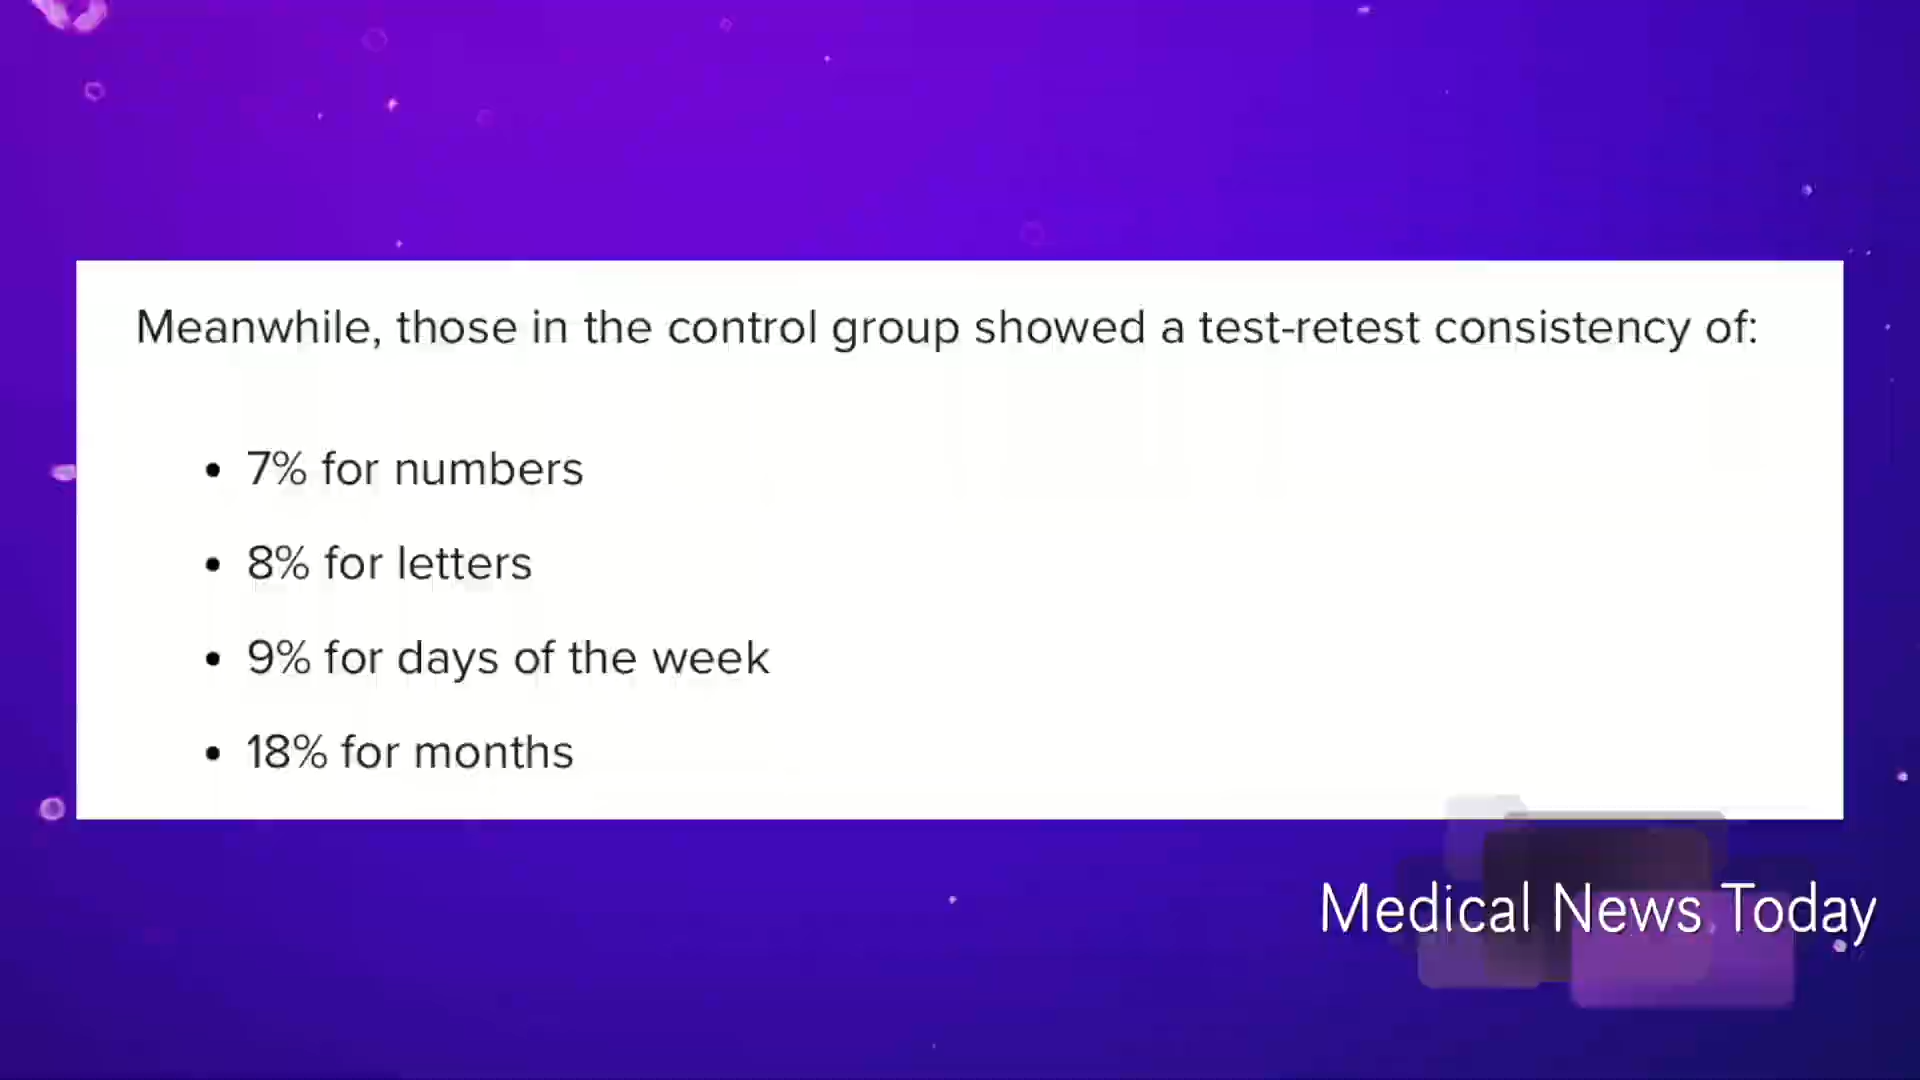 Meanwhile, those in the control group showed a test-retest consistency of:
• 7% for numbers
• 8% for letters
• 9% for days of the week
• 18% for months
Medical News Today